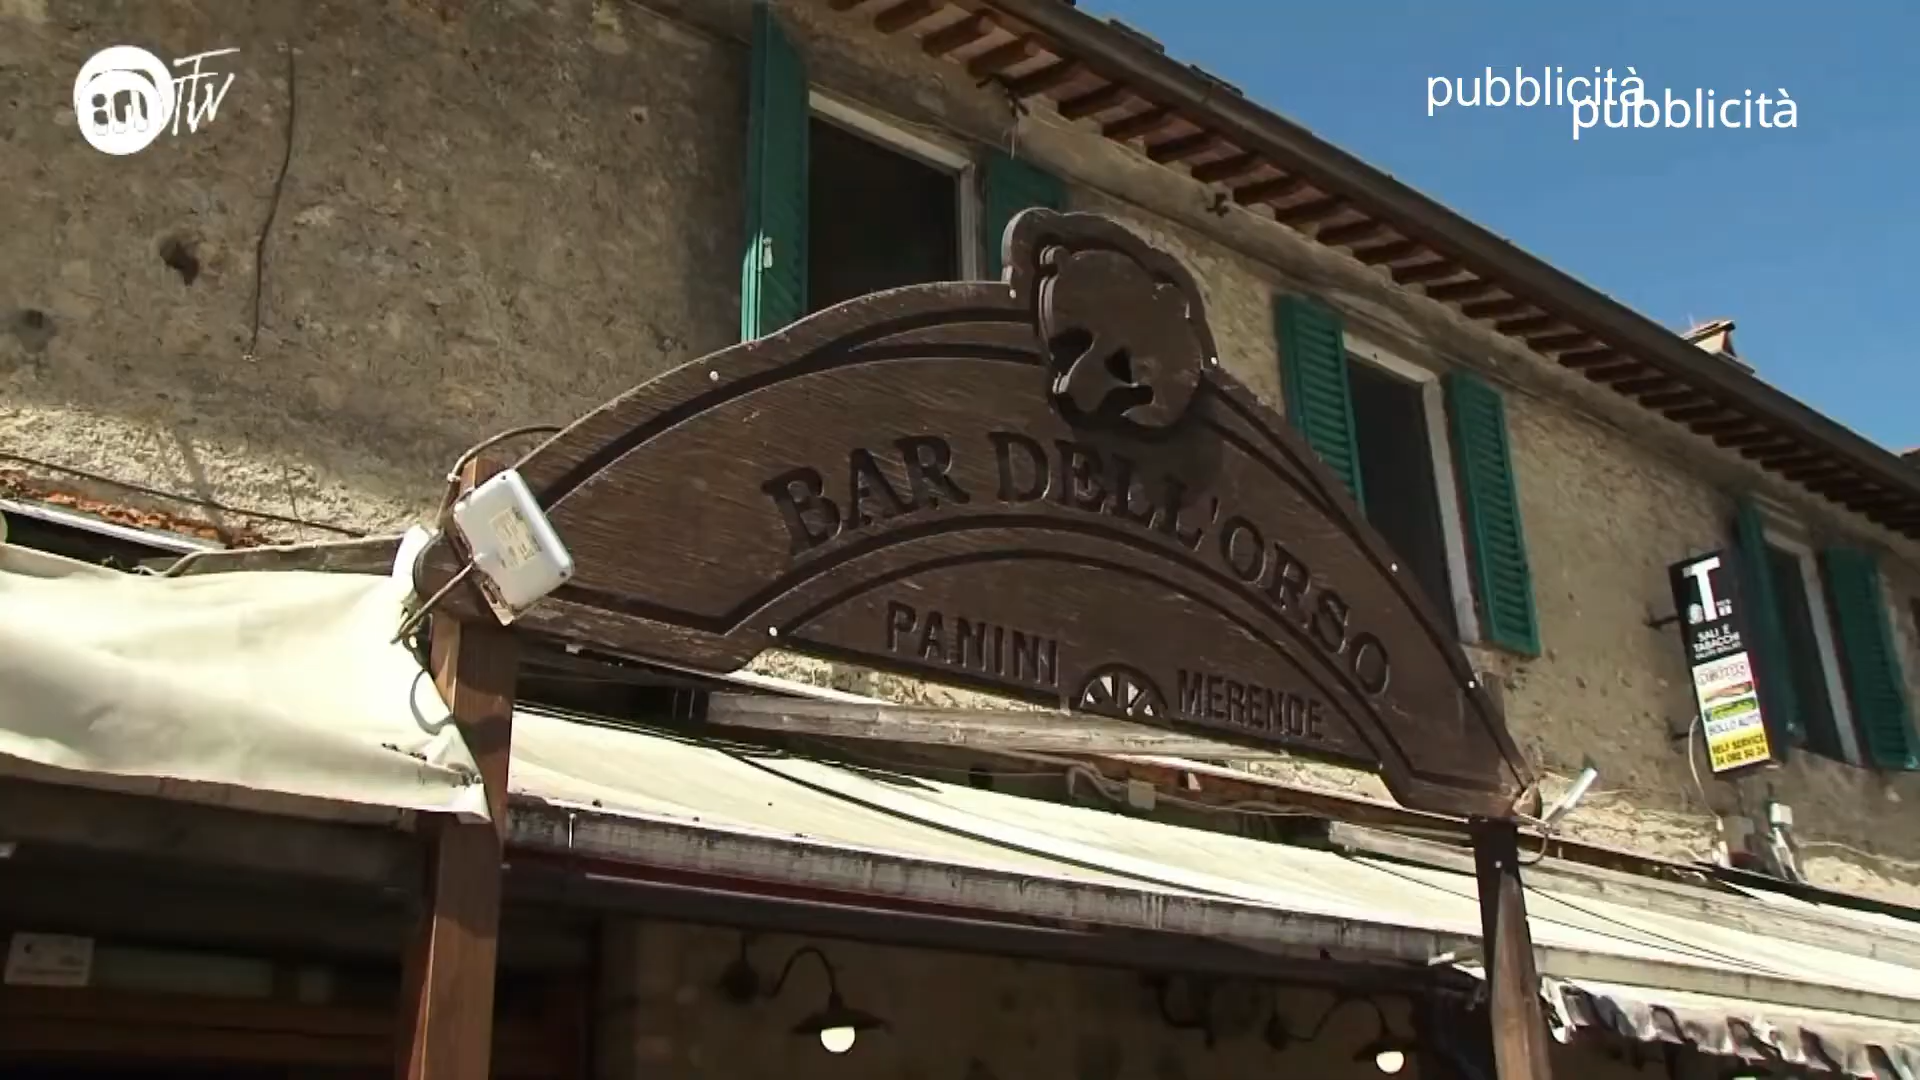 pubblicità
pubblicità
BAR DELL'ORSO
PANINI MERENDE
T
SALI E
TABACCHI
BOLLO AUTO
SELF SERVICE